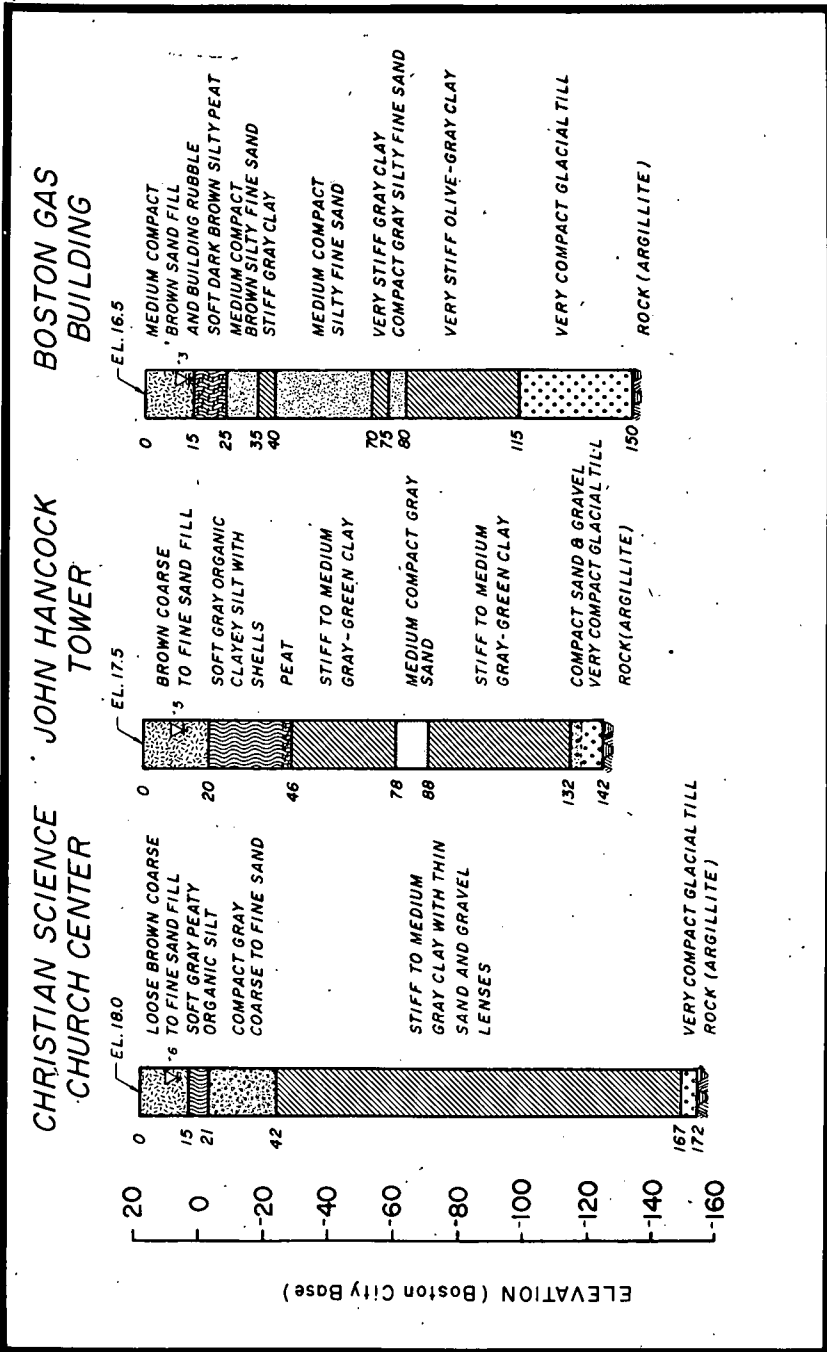 CHRISTIAN SCIENCE
CHURCH CENTER
EL. 18.0
0
15
21
42
167
172
6
LOOSE BROWN COARSE
TO FINE SAND FILL
SOFT GRAY PEATY
ORGANIC SILT
COMPACT GRAY
COARSE TO FINE SAND
STIFF TO MEDIUM
GRAY CLAY WITH THIN
SAND AND GRAVEL
LENSES
VERY COMPACT GLACIAL TILL
ROCK (ARGILLITE)
JOHN HANCOCK
TOWER
EL. 17.5
0
20
46
78
88
132
142
5
BROWN COARSE
TO FINE SAND FILL
SOFT GRAY ORGANIC
CLAYEY SILT WITH
SHELLS
PEAT
STIFF TO MEDIUM
GRAY-GREEN CLAY
MEDIUM COMPACT GRAY
SAND
STIFF TO MEDIUM
GRAY-GREEN CLAY
COMPACT SAND & GRAVEL
VERY COMPACT GLACIAL TILL
ROCK(ARGILLITE)
BOSTON GAS
BUILDING
EL. 16.5
0
15
25
35
40
70
75
80
115
150
3
MEDIUM COMPACT
BROWN SAND FILL
AND BUILDING RUBBLE
SOFT DARK BROWN SILTY PEAT
MEDIUM COMPACT
BROWN SILTY FINE SAND
STIFF GRAY CLAY
MEDIUM COMPACT
SILTY FINE SAND
VERY STIFF GRAY CLAY
COMPACT GRAY SILTY FINE SAND
VERY STIFF OLIVE-GRAY CLAY
VERY COMPACT GLACIAL TILL
ROCK (ARGILLITE)
20
0
-20
-40
-60
-80
-100
-120
-140
-160
ELEVATION (Boston City Base)